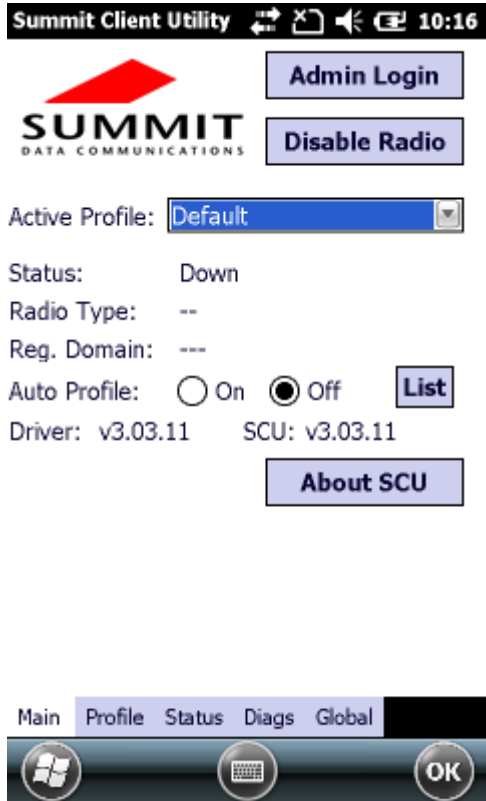 Summit Client Utility 10:16
SUMMIT
DATA COMMUNICATIONS
Admin Login
Disable Radio
Active Profile: Default
Status: Down
Radio Type: --
Reg. Domain: ---
Auto Profile: On Off List
Driver: v3.03.11 SCU: v3.03.11
About SCU
Main Profile Status Diags Global
OK